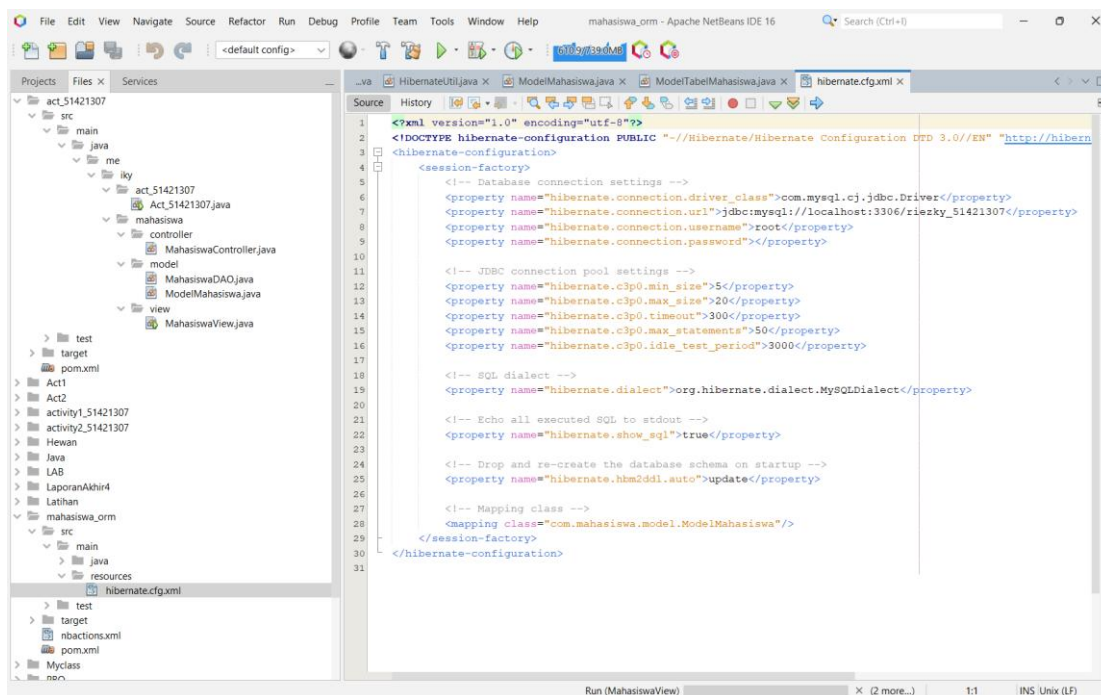 File Edit View Navigate Source Refactor Run Debug Profile Team Tools Window Help mahasiswa_orm - Apache NetBeans IDE 16 Search (Ctrl+I)
<default config>
Projects Files × Services
...va HibernateUtil.java × ModelMahasiswa.java × ModelTabelMahasiswa.java × hibernate.cfg.xml ×
Source History
act_51421307
src
main
java
me
iky
act_51421307
Act_51421307.java
mahasiswa
controller
MahasiswaController.java
model
MahasiswaDAO.java
ModelMahasiswa.java
view
MahasiswaView.java
test
target
pom.xml
Act1
Act2
activity1_51421307
activity2_51421307
Hewan
Java
LAB
LaporanAkhir4
Latihan
mahasiswa_orm
src
main
java
resources
hibernate.cfg.xml
test
target
nbactions.xml
pom.xml
Myclass
1 <?xml version="1.0" encoding="utf-8"?>
2 <!DOCTYPE hibernate-configuration PUBLIC "-//Hibernate/Hibernate Configuration DTD 3.0//EN" "http://hibern
3 <hibernate-configuration>
4 <session-factory>
5 <!-- Database connection settings -->
6 <property name="hibernate.connection.driver_class">com.mysql.cj.jdbc.Driver</property>
7 <property name="hibernate.connection.url">jdbc:mysql://localhost:3306/riezky_51421307</property>
8 <property name="hibernate.connection.username">root</property>
9 <property name="hibernate.connection.password"></property>
10
11 <!-- JDBC connection pool settings -->
12 <property name="hibernate.c3p0.min_size">5</property>
13 <property name="hibernate.c3p0.max_size">20</property>
14 <property name="hibernate.c3p0.timeout">300</property>
15 <property name="hibernate.c3p0.max_statements">50</property>
16 <property name="hibernate.c3p0.idle_test_period">3000</property>
17
18 <!-- SQL dialect -->
19 <property name="hibernate.dialect">org.hibernate.dialect.MySQLDialect</property>
20
21 <!-- Echo all executed SQL to stdout -->
22 <property name="hibernate.show_sql">true</property>
23
24 <!-- Drop and re-create the database schema on startup -->
25 <property name="hibernate.hbm2ddl.auto">update</property>
26
27 <!-- Mapping class -->
28 <mapping class="com.mahasiswa.model.ModelMahasiswa"/>
29 </session-factory>
30 </hibernate-configuration>
31
Run (MahasiswaView) × (2 more...) 1:1 INS Unix (LF)